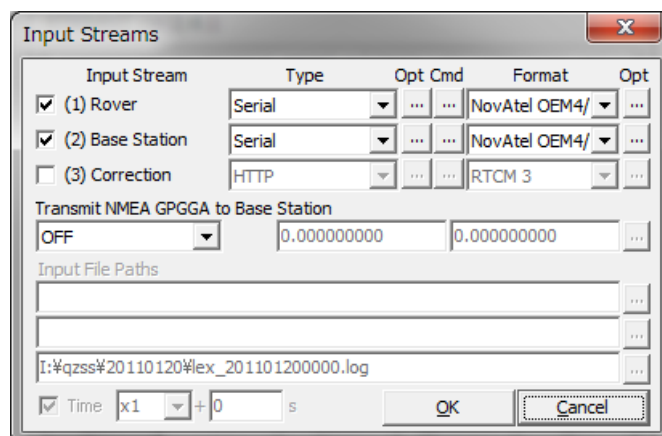 Input Streams
Input Stream Type Opt Cmd Format Opt
(1) Rover Serial ... ... NovAtel OEM4/ ...
(2) Base Station Serial ... ... NovAtel OEM4/ ...
(3) Correction HTTP ... ... RTCM 3 ...
Transmit NMEA GPGGA to Base Station
OFF 0.000000000 0.000000000 ...
Input File Paths
...
...
I:¥qzss¥20110120¥lex_201101200000.log ...
Time x1 + 0 s OK Cancel